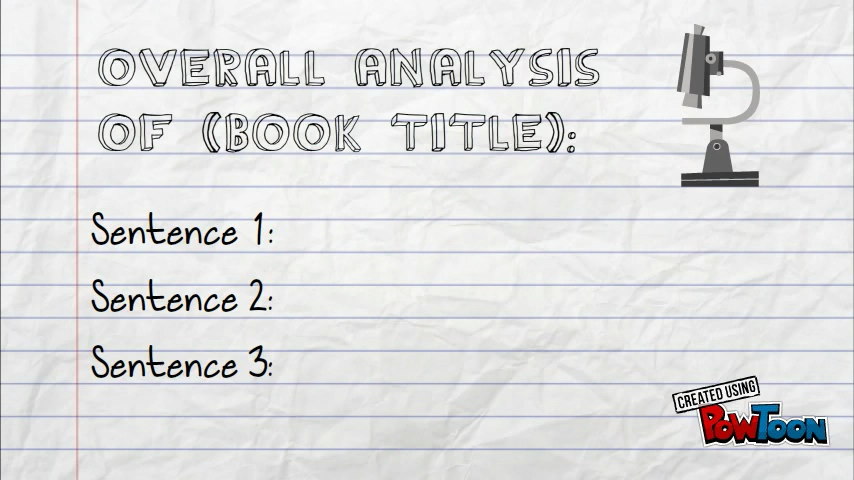 OVERALL ANALYSIS
OF (BOOK TITLE):
Sentence 1:
Sentence 2:
Sentence 3:
CREATED USING
POWTOON